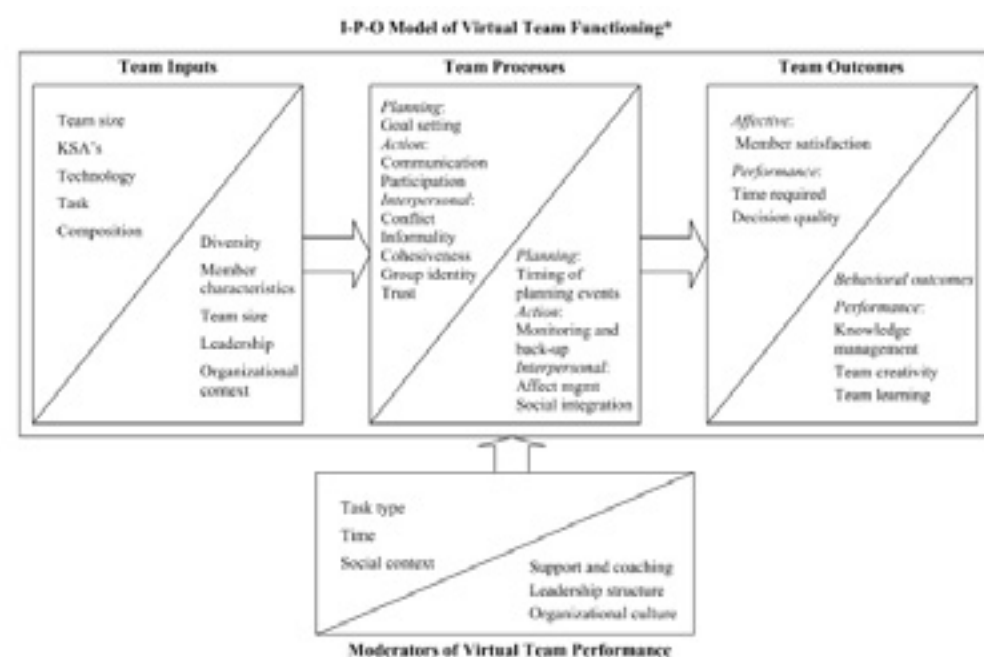 I-P-O Model of Virtual Team Functioning*
Team Inputs
Team size
KSA's
Technology
Task
Composition
Diversity
Member
characteristics
Team size
Leadership
Organizational
context
Team Processes
Planning:
Goal setting
Action:
Communication
Participation
Interpersonal:
Conflict
Informality
Cohesiveness
Group identity
Trust
Planning:
Timing of
planning events
Action:
Monitoring and
back-up
Interpersonal:
Affect mgmt
Social integration
Team Outcomes
Affective:
Member satisfaction
Performance:
Time required
Decision quality
Behavioral outcomes
Performance:
Knowledge
management
Team creativity
Team learning
Task type
Time
Social context
Support and coaching
Leadership structure
Organizational culture
Moderators of Virtual Team Performance